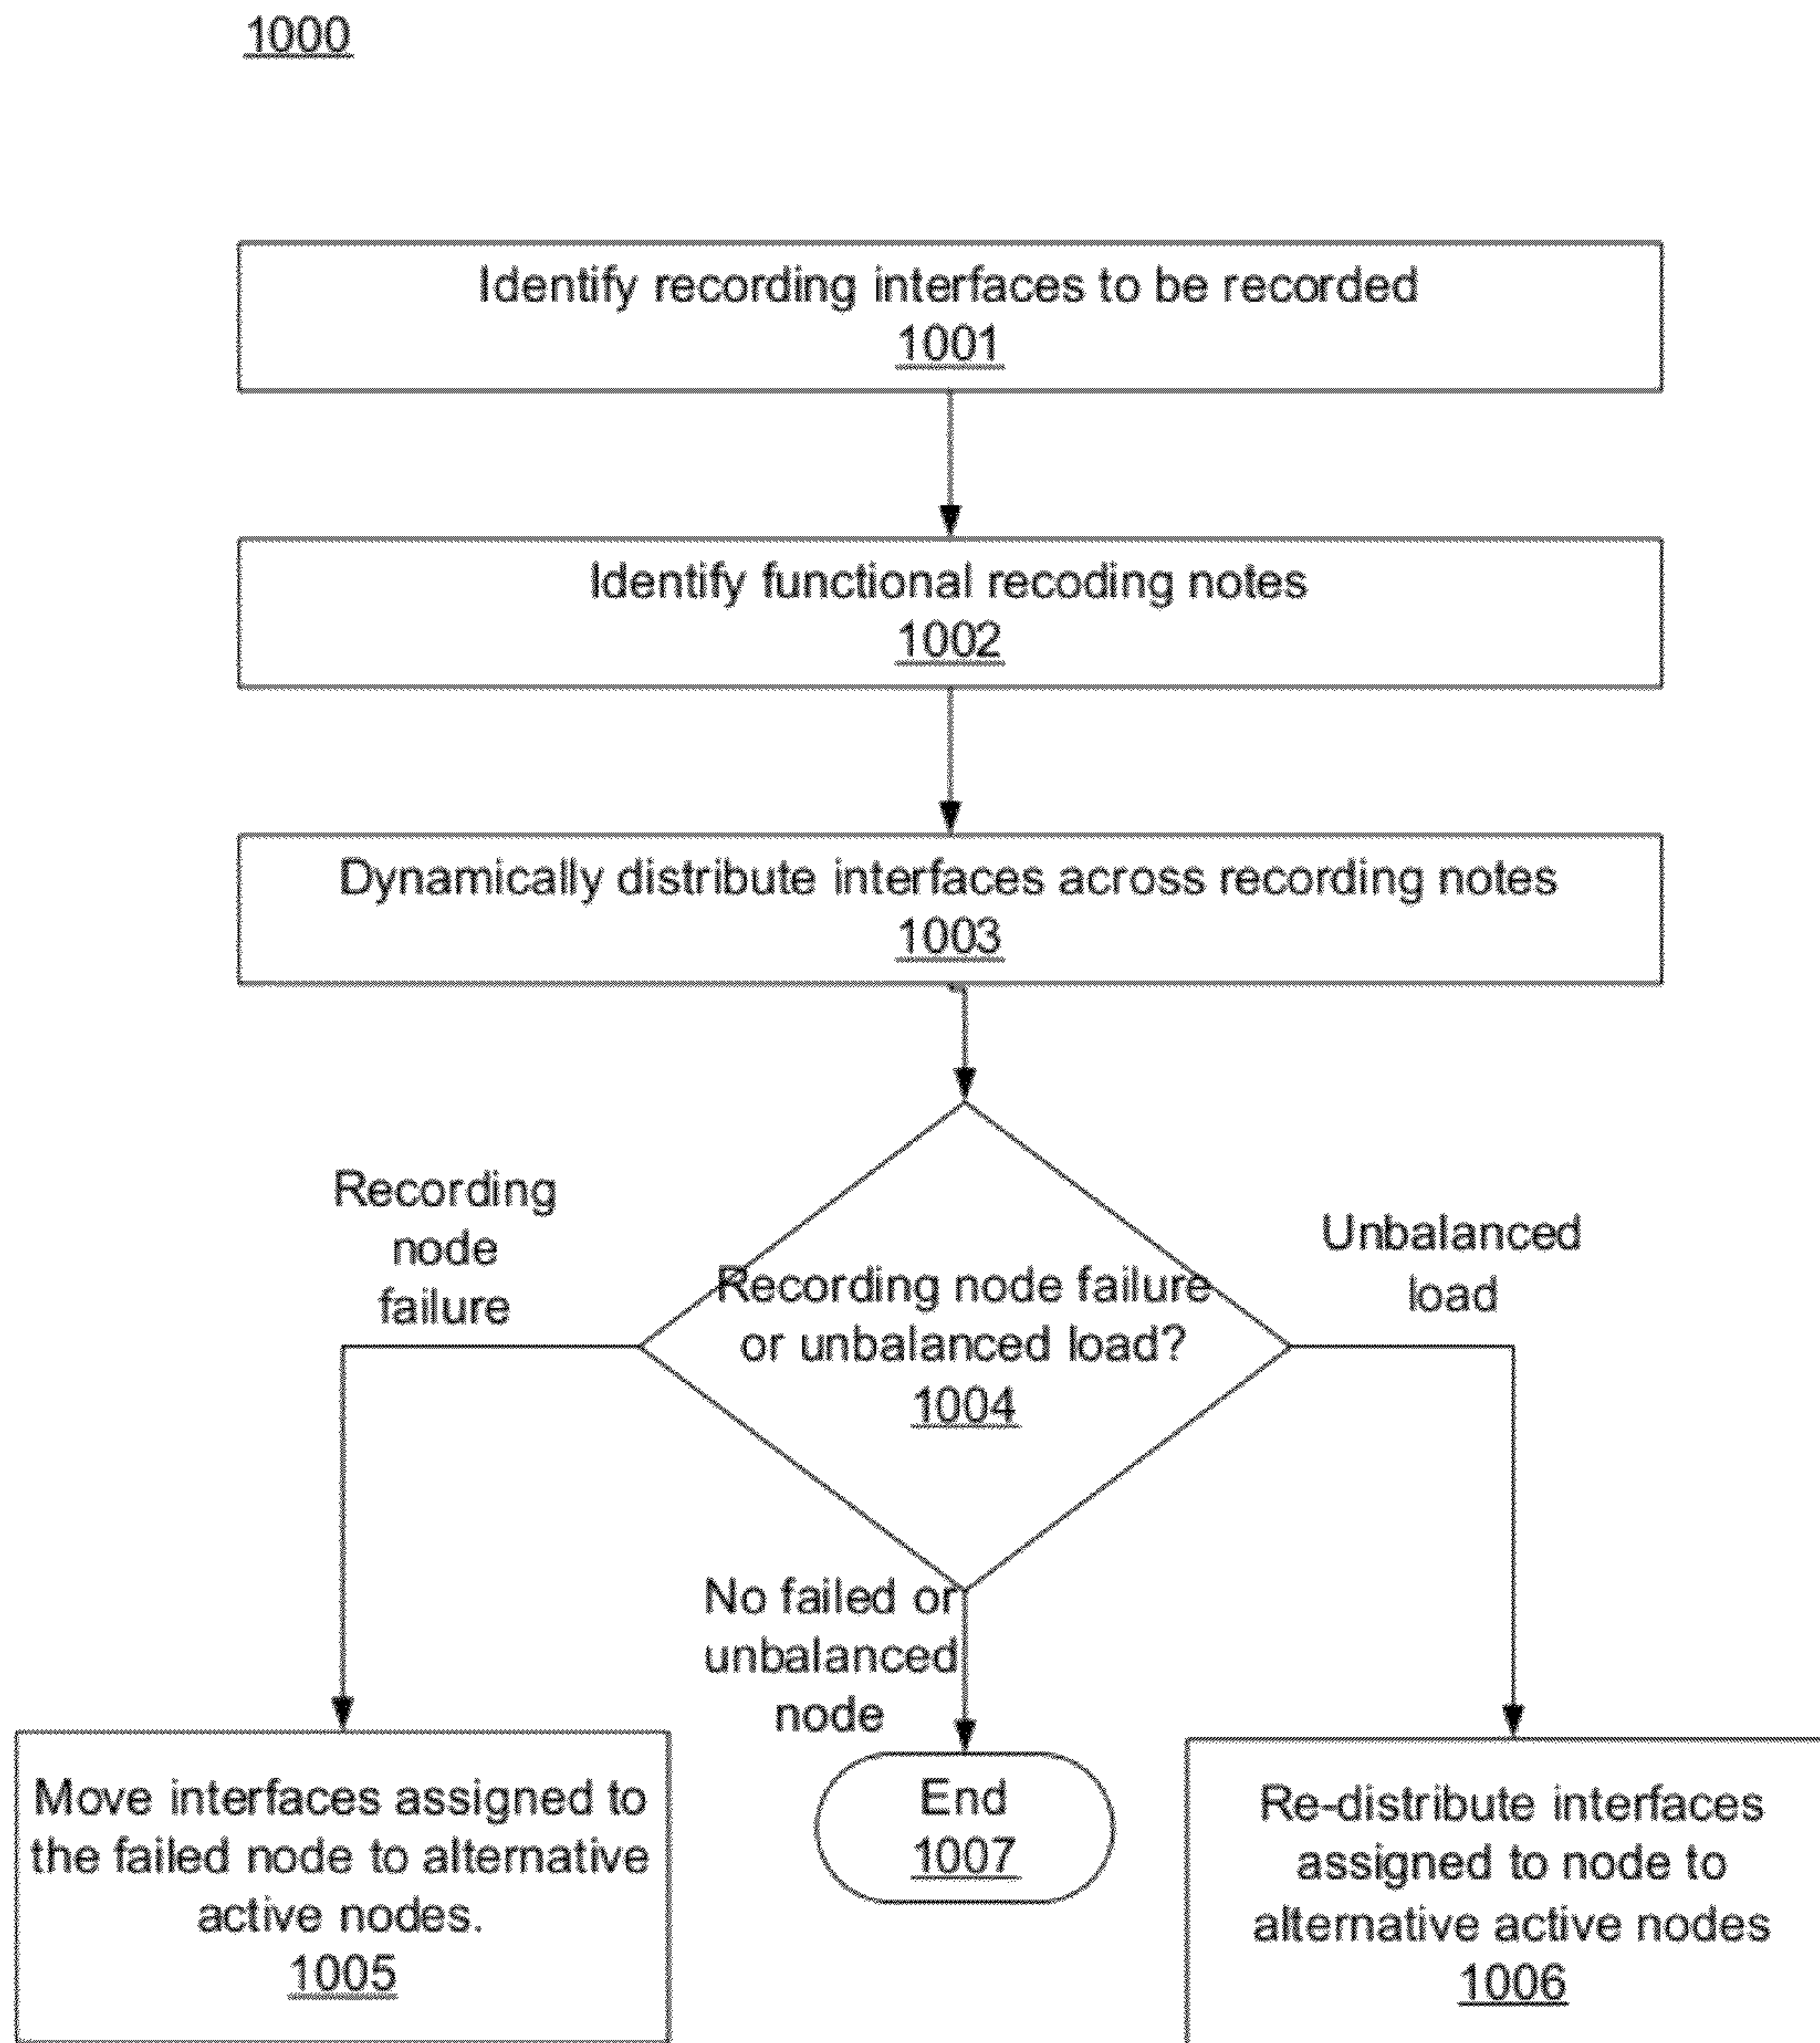 1000
Identify recording interfaces to be recorded
1001
Identify functional recoding notes
1002
Dynamically distribute interfaces across recording notes
1003
Recording
node
failure
Recording node failure
or unbalanced load?
1004
Unbalanced
load
No failed or
unbalanced
node
Move interfaces assigned to
the failed node to alternative
active nodes.
1005
End
1007
Re-distribute interfaces
assigned to node to
alternative active nodes
1006